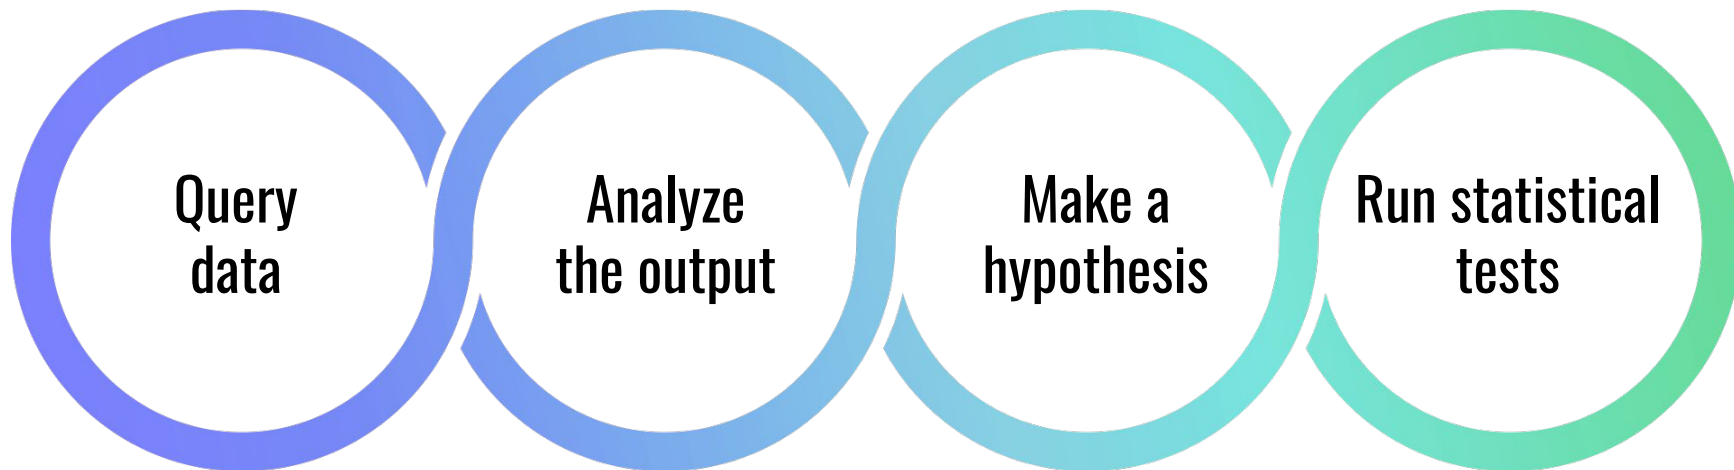 Query
data
Analyze
the output
Make a
hypothesis
Run statistical
tests